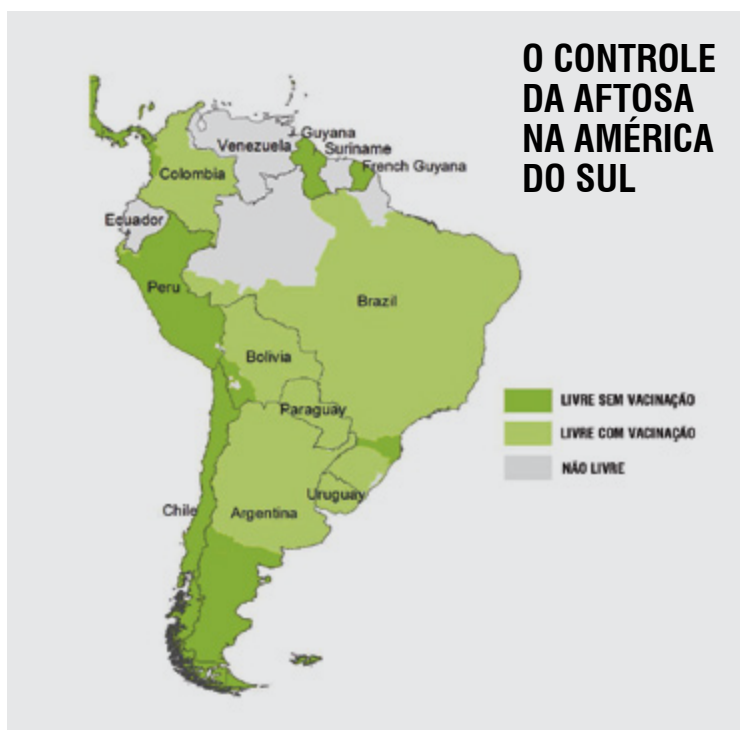 O CONTROLE
DA AFTOSA
NA AMÉRICA
DO SUL
Guyana
Venezuela
Suriname
French Guyana
Colombia
Ecuador
Peru
Brazil
Bolivia
Paraguay
Chile
Argentina
Uruguay
LIVRE SEM VACINAÇÃO
LIVRE COM VACINAÇÃO
NÃO LIVRE